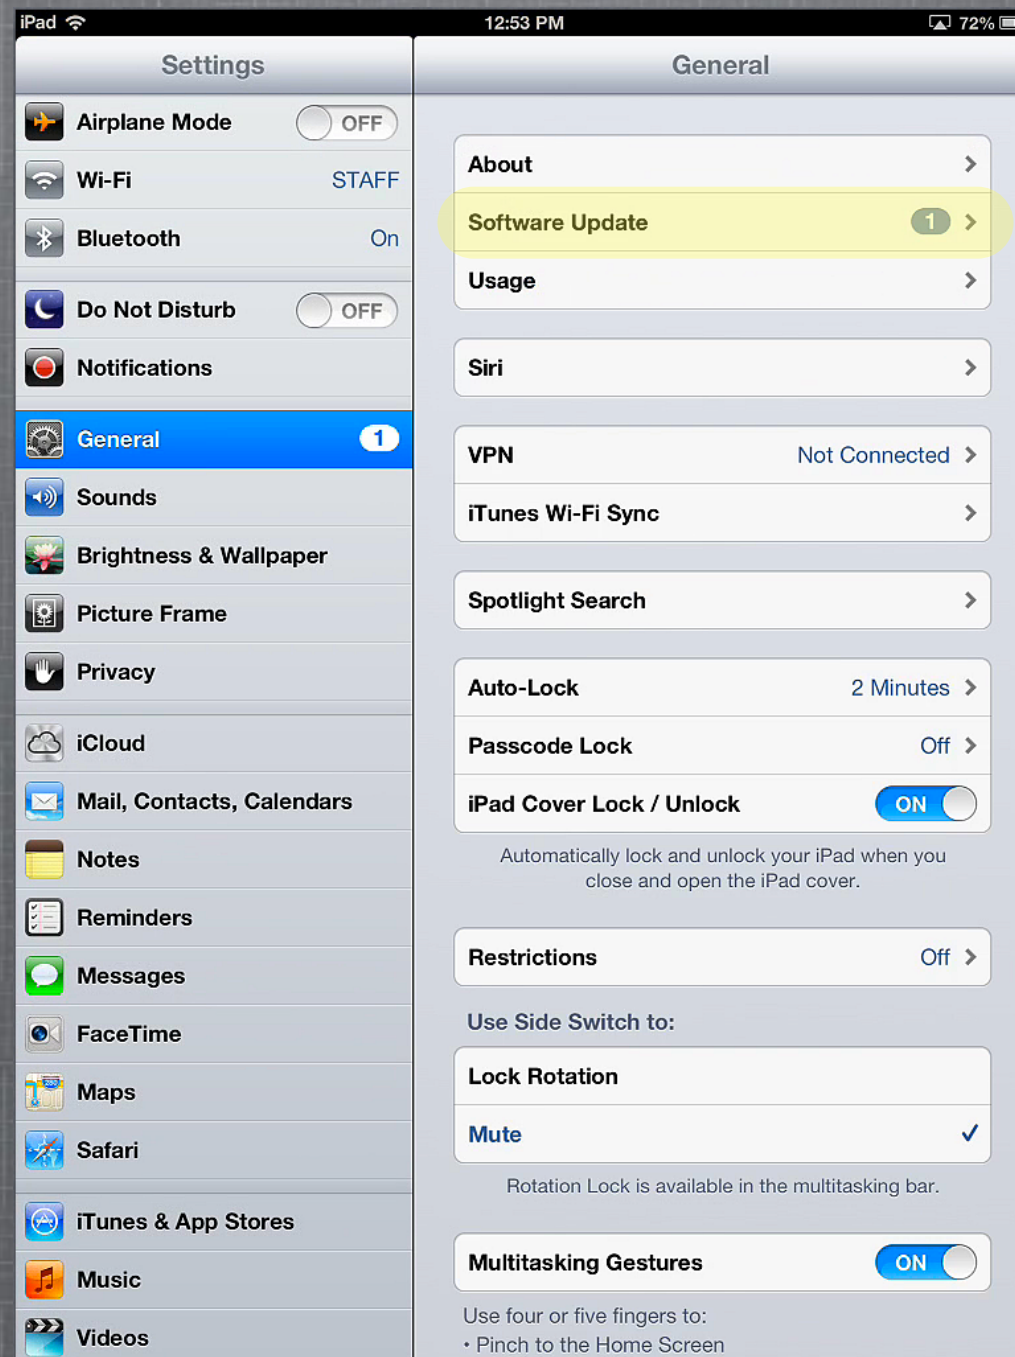 iPad
12:53 PM
72%
Settings
Airplane Mode OFF
Wi-Fi STAFF
Bluetooth On
Do Not Disturb OFF
Notifications
General 1
Sounds
Brightness & Wallpaper
Picture Frame
Privacy
iCloud
Mail, Contacts, Calendars
Notes
Reminders
Messages
FaceTime
Maps
Safari
iTunes & App Stores
Music
Videos
General
About
Software Update 1
Usage
Siri
VPN Not Connected
iTunes Wi-Fi Sync
Spotlight Search
Auto-Lock 2 Minutes
Passcode Lock Off
iPad Cover Lock / Unlock ON
Automatically lock and unlock your iPad when you
close and open the iPad cover.
Restrictions Off
Use Side Switch to:
Lock Rotation
Mute ✓
Rotation Lock is available in the multitasking bar.
Multitasking Gestures ON
Use four or five fingers to:
• Pinch to the Home Screen